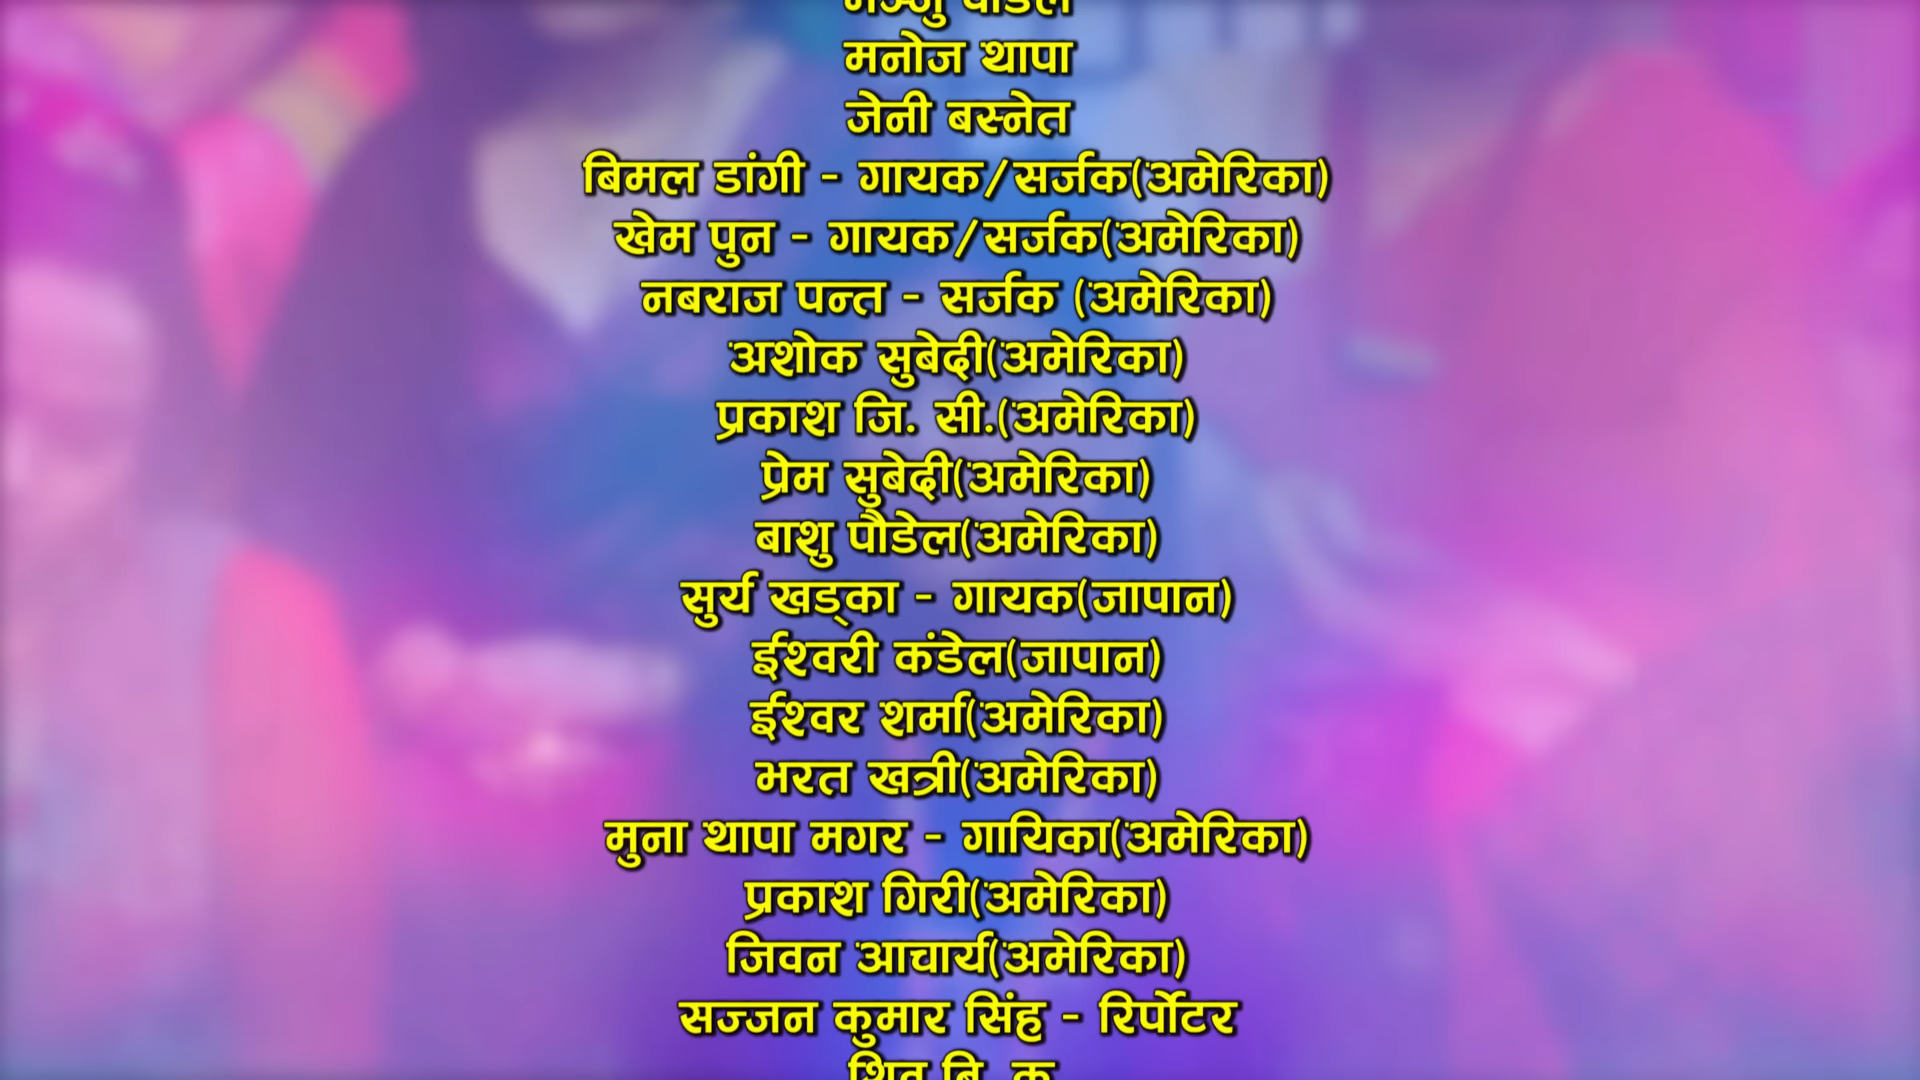 मनोज थापा
जेनी बस्नेत
बिमल डांगी - गायक/सर्जक(अमेरिका)
खेम पुन - गायक/सर्जक(अमेरिका)
नबराज पन्त - सर्जक (अमेरिका)
अशोक सुबेदी(अमेरिका)
प्रकाश जि. सी.(अमेरिका)
प्रेम सुबेदी(अमेरिका)
बाशु पौडेल(अमेरिका)
सुर्य खड्का - गायक(जापान)
ईश्वरी कंडेल(जापान)
ईश्वर शर्मा(अमेरिका)
भरत खत्री(अमेरिका)
मुना थापा मगर - गायिका(अमेरिका)
प्रकाश गिरी(अमेरिका)
जिवन आचार्य(अमेरिका)
सज्जन कुमार सिंह - रिर्पोटर